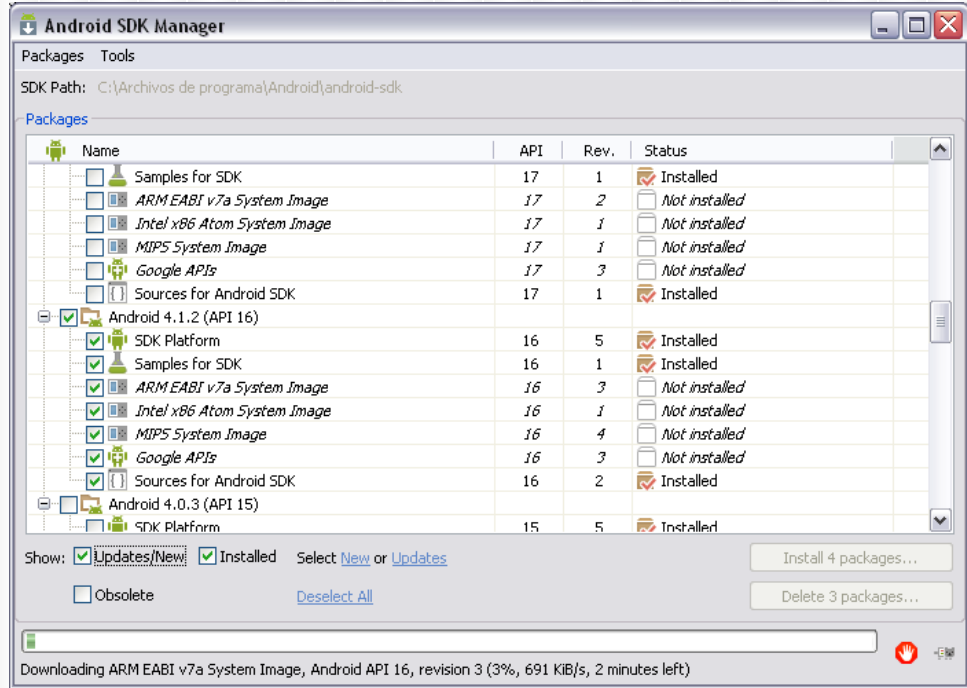 Android SDK Manager
Packages Tools
SDK Path: C:\Archivos de programa\Android\android-sdk
Packages
Name API Rev. Status
Samples for SDK 17 1 Installed
ARM EABI v7a System Image 17 2 Not installed
Intel x86 Atom System Image 17 1 Not installed
MIPS System Image 17 1 Not installed
Google APIs 17 3 Not installed
Sources for Android SDK 17 1 Installed
Android 4.1.2 (API 16)
SDK Platform 16 5 Installed
Samples for SDK 16 1 Installed
ARM EABI v7a System Image 16 3 Not installed
Intel x86 Atom System Image 16 1 Not installed
MIPS System Image 16 4 Not installed
Google APIs 16 3 Not installed
Sources for Android SDK 16 2 Installed
Android 4.0.3 (API 15)
SDK Platform 15 5 Installed
Show: Updates/New Installed Select New or Updates Install 4 packages...
Obsolete Deselect All Delete 3 packages...
Downloading ARM EABI v7a System Image, Android API 16, revision 3 (3%, 691 KiB/s, 2 minutes left)